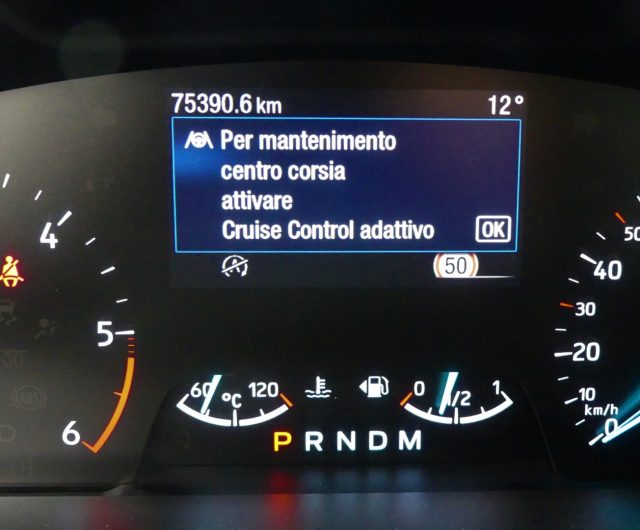 75390.6 km 12°
Per mantenimento
centro corsia
attivare
Cruise Control adattivo OK
50
4
5
6
60 °C 120
0 1/2 1
P R N D M
50
40
30
20
10
km/h
0
ABS